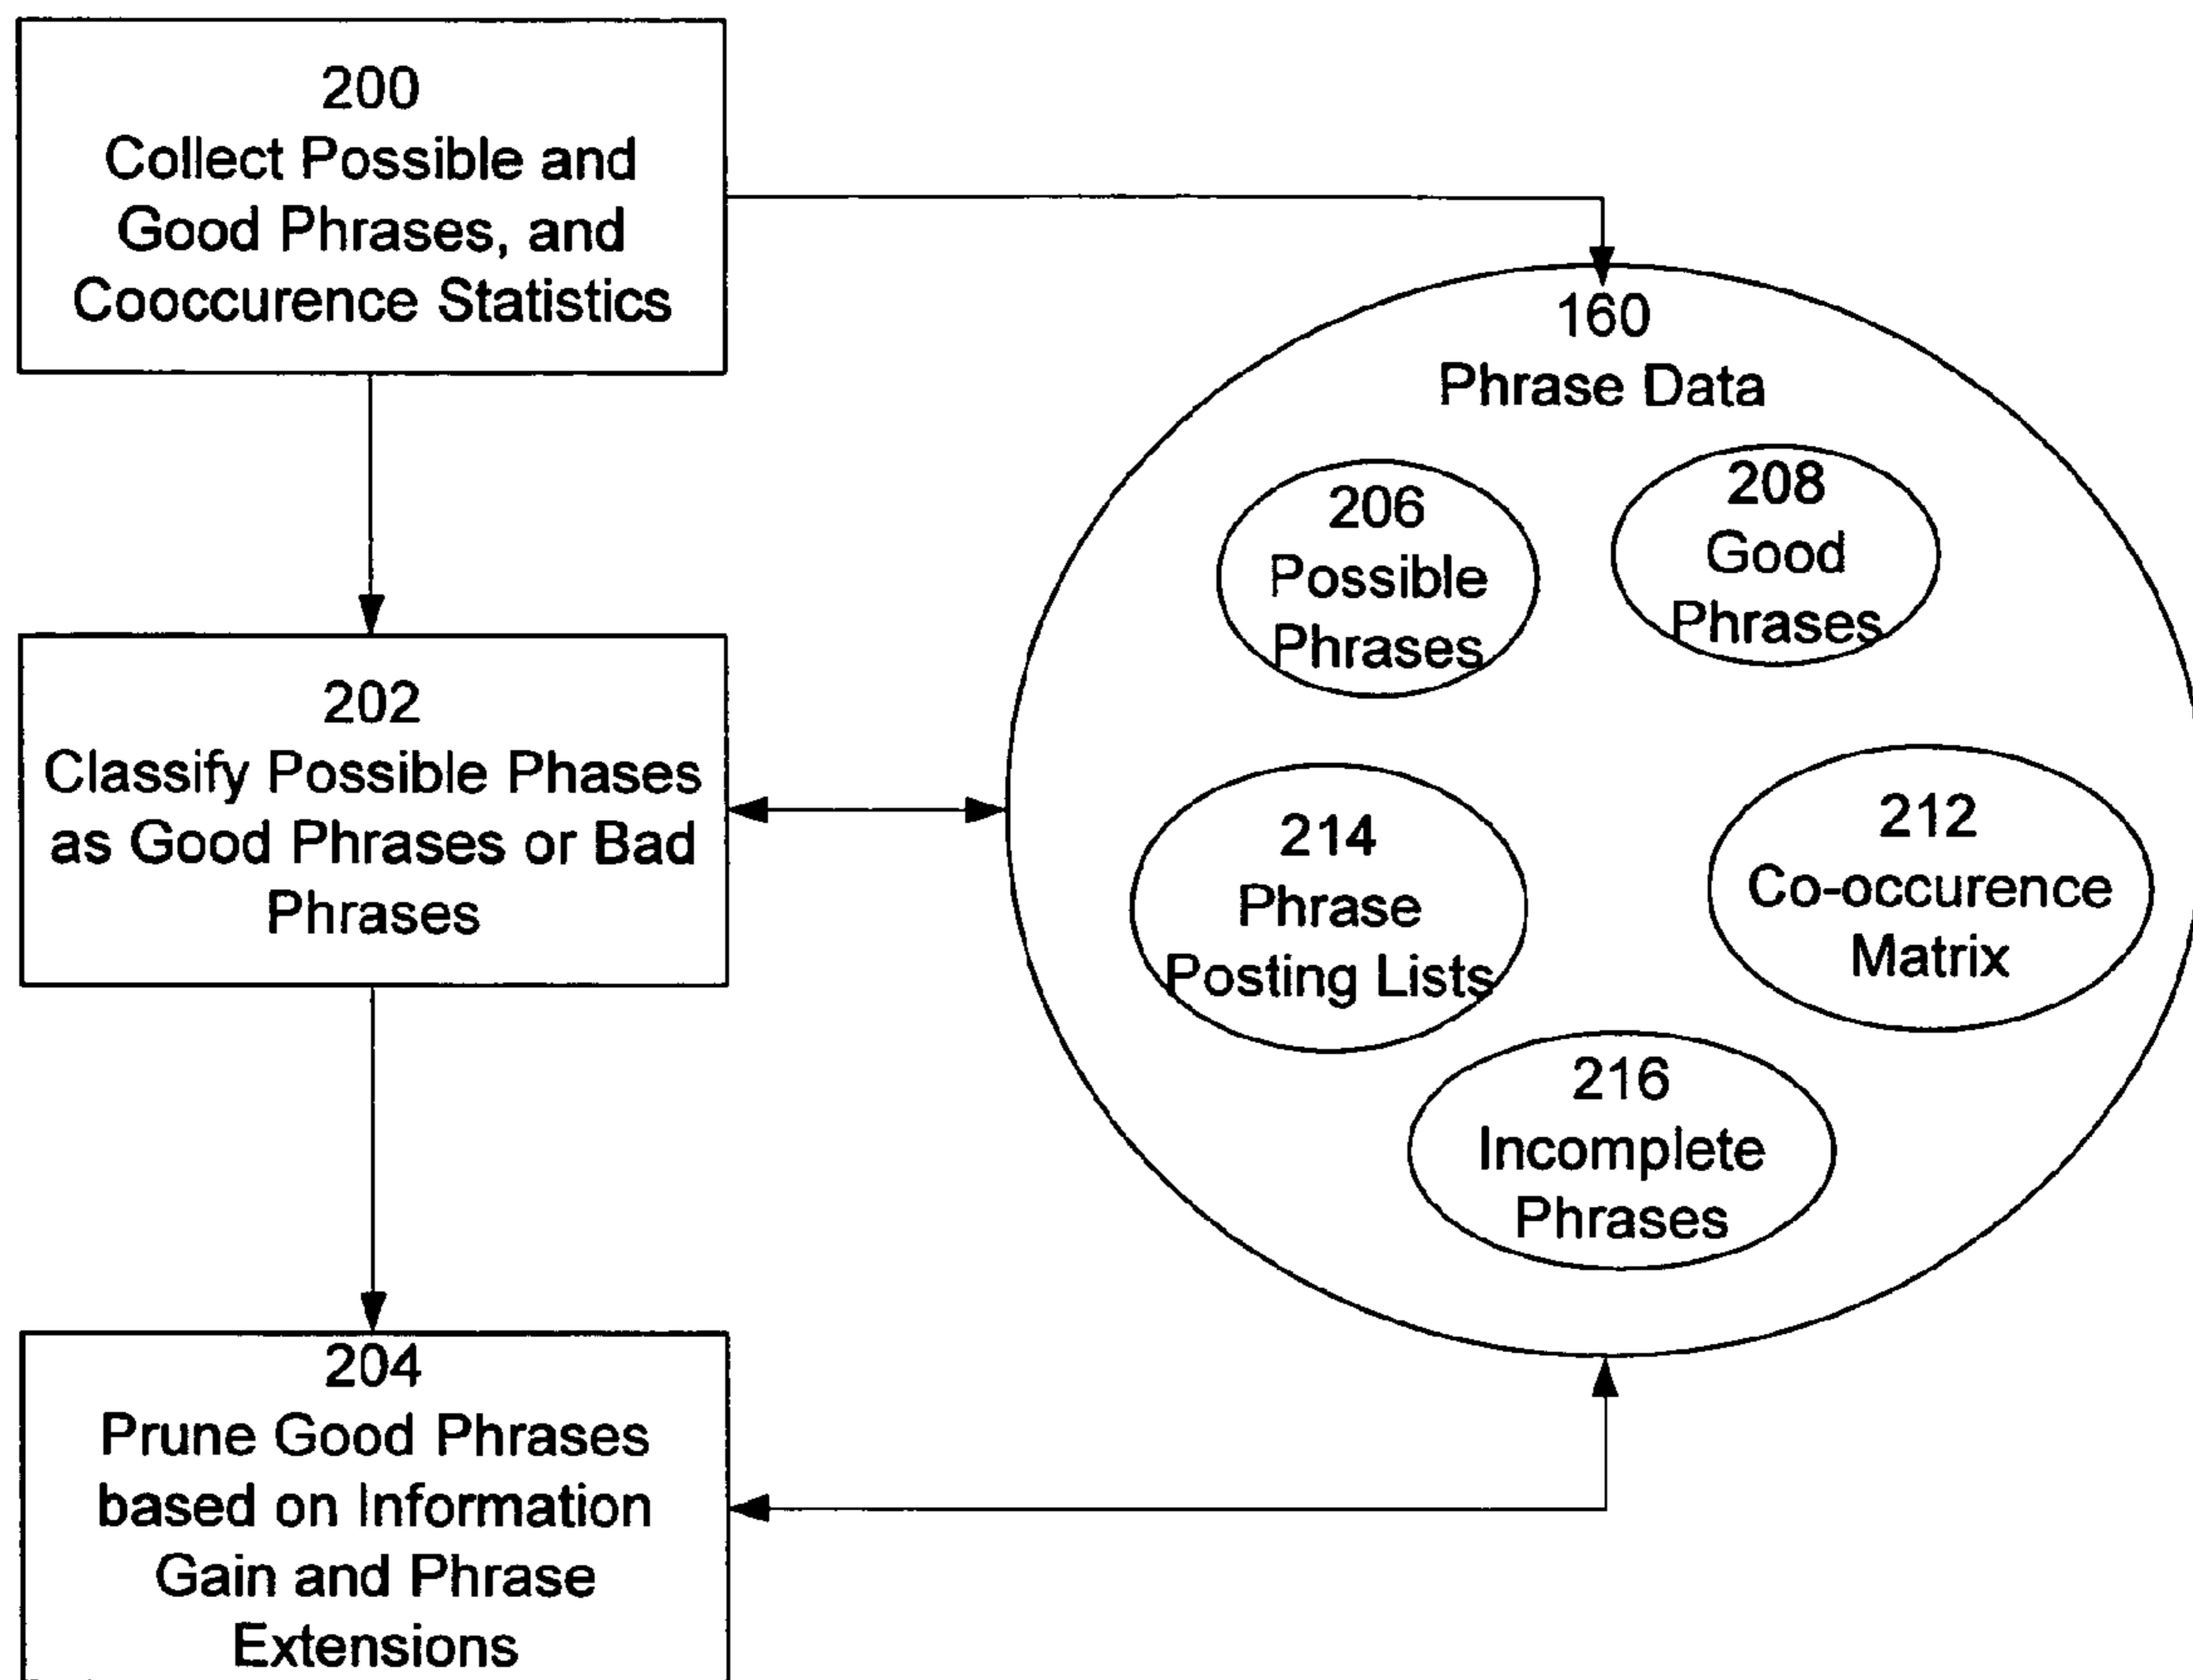 200
Collect Possible and
Good Phrases, and
Cooccurence Statistics
202
Classify Possible Phases
as Good Phrases or Bad
Phrases
204
Prune Good Phrases
based on Information
Gain and Phrase
Extensions
160
Phrase Data
206
Possible
Phrases
208
Good
Phrases
214
Phrase
Posting Lists
212
Co-occurence
Matrix
216
Incomplete
Phrases